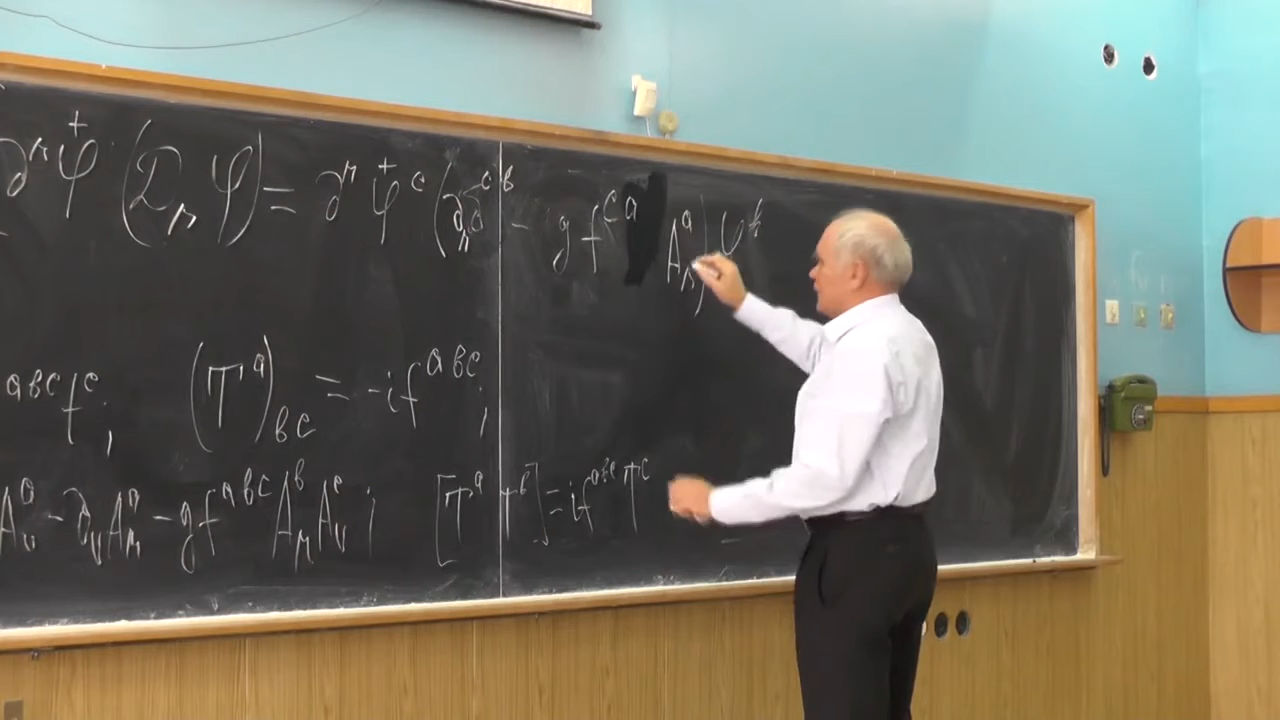 ∂^μ φ^+ (D_μ φ) = ∂^μ φ^{+c} (∂_μ δ^{cb} - g f^{ca} A^a_μ) φ
abc t^c, (T^a)_{bc} = -i f^{abc};
A^a_ν - ∂_ν A^a_μ - g f^{abc} A^b_μ A^c_ν; [T^a T^b] = i f^{abc} T^c